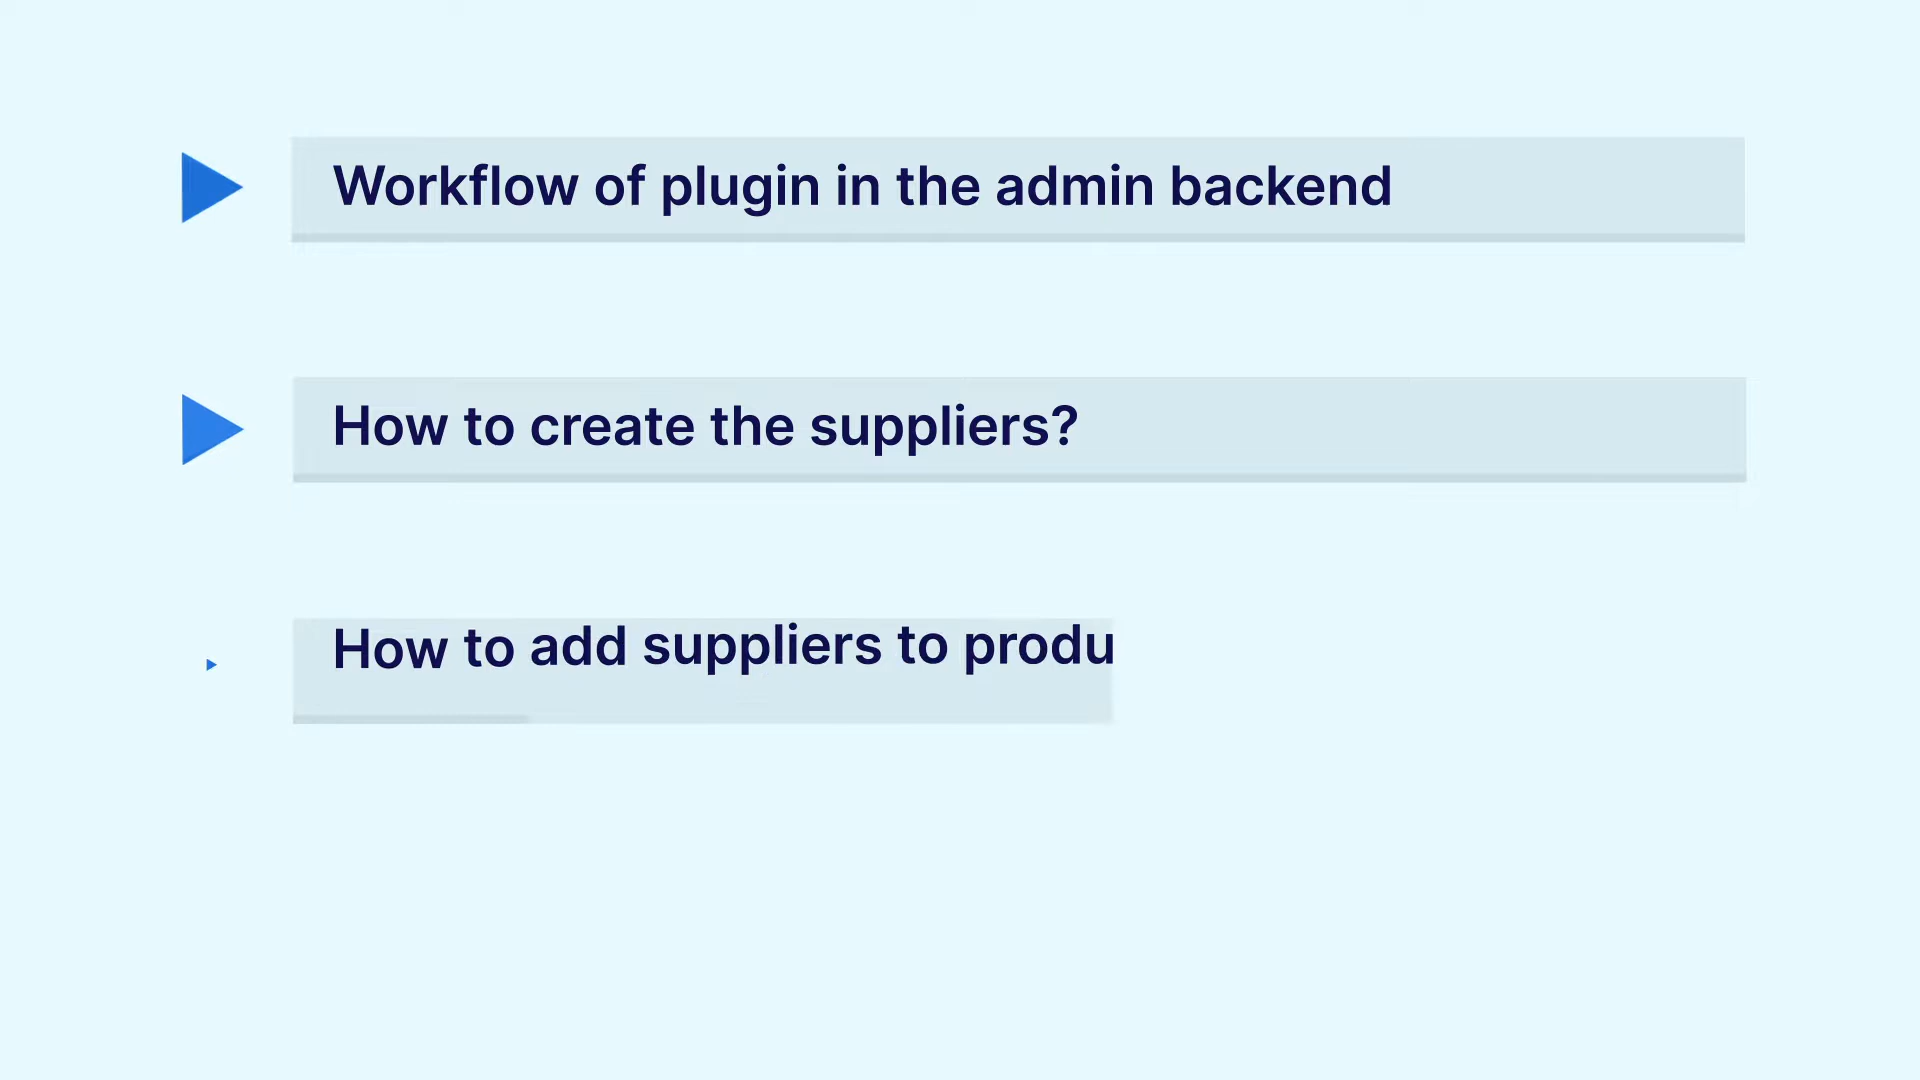 Workflow of plugin in the admin backend
How to create the suppliers?
How to add suppliers to produ